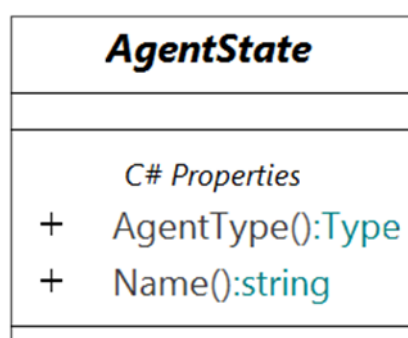 AgentState
C# Properties
+ AgentType():Type
+ Name():string